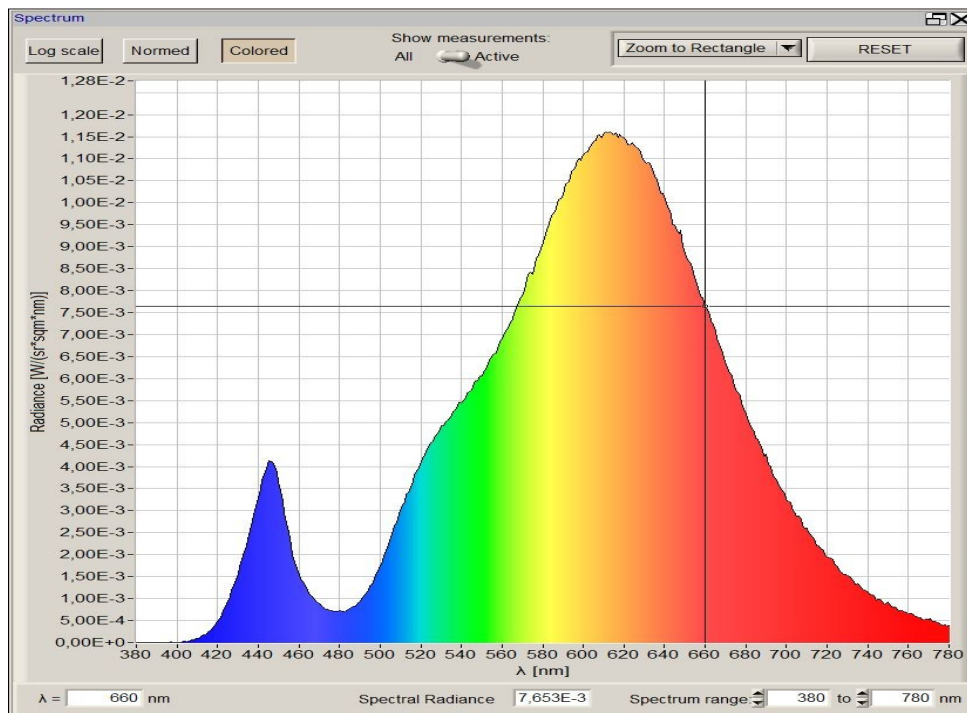 Spectrum
Log scale Normed Colored Show measurements: All Active Zoom to Rectangle RESET
1,28E-2
1,20E-2
1,15E-2
1,10E-2
1,05E-2
1,00E-2
9,50E-3
9,00E-3
8,50E-3
8,00E-3
7,50E-3
7,00E-3
6,50E-3
6,00E-3
5,50E-3
5,00E-3
4,50E-3
4,00E-3
3,50E-3
3,00E-3
2,50E-3
2,00E-3
1,50E-3
1,00E-3
5,00E-4
0,00E+0
Radiance [W/(sr*sqm*nm)]
380 400 420 440 460 480 500 520 540 560 580 600 620 640 660 680 700 720 740 760 780
λ [nm]
λ = 660 nm Spectral Radiance 7,653E-3 Spectrum range: 380 to 780 nm